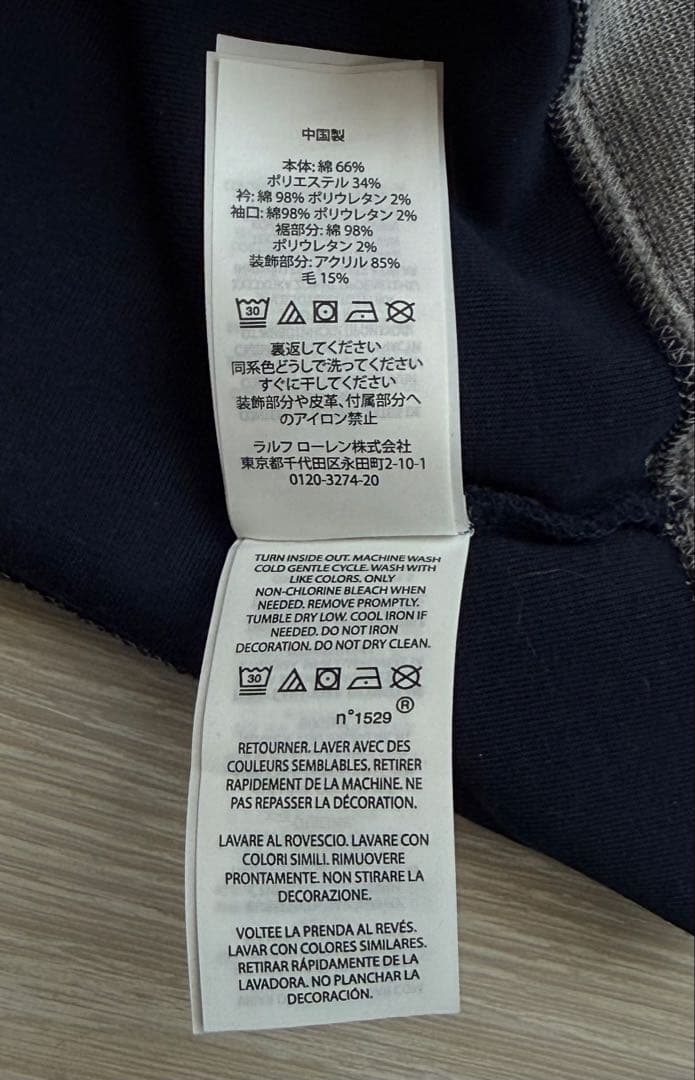 中国製
本体: 綿 66%
ポリエステル 34%
衿: 綿 98% ポリウレタン 2%
袖口: 綿98% ポリウレタン 2%
裾部分: 綿 98%
ポリウレタン 2%
装飾部分: アクリル 85%
毛 15%
30
裏返してください
同系色どうしで洗ってください
すぐに干してください
装飾部分や皮革、付属部分へ
のアイロン禁止
ラルフ ローレン株式会社
東京都千代田区永田町2-10-1
0120-3274-20
TURN INSIDE OUT. MACHINE WASH
COLD GENTLE CYCLE. WASH WITH
LIKE COLORS. ONLY
NON-CHLORINE BLEACH WHEN
NEEDED. REMOVE PROMPTLY.
TUMBLE DRY LOW. COOL IRON IF
NEEDED. DO NOT IRON
DECORATION. DO NOT DRY CLEAN.
30
®
n°1529
RETOURNER. LAVER AVEC DES
COULEURS SEMBLABLES. RETIRER
RAPIDEMENT DE LA MACHINE. NE
PAS REPASSER LA DÉCORATION.
LAVARE AL ROVESCIO. LAVARE CON
COLORI SIMILI. RIMUOVERE
PRONTAMENTE. NON STIRARE LA
DECORAZIONE.
VOLTEE LA PRENDA AL REVÉS.
LAVAR CON COLORES SIMILARES.
RETIRAR RÁPIDAMENTE DE LA
LAVADORA. NO PLANCHAR LA
DECORACIÓN.